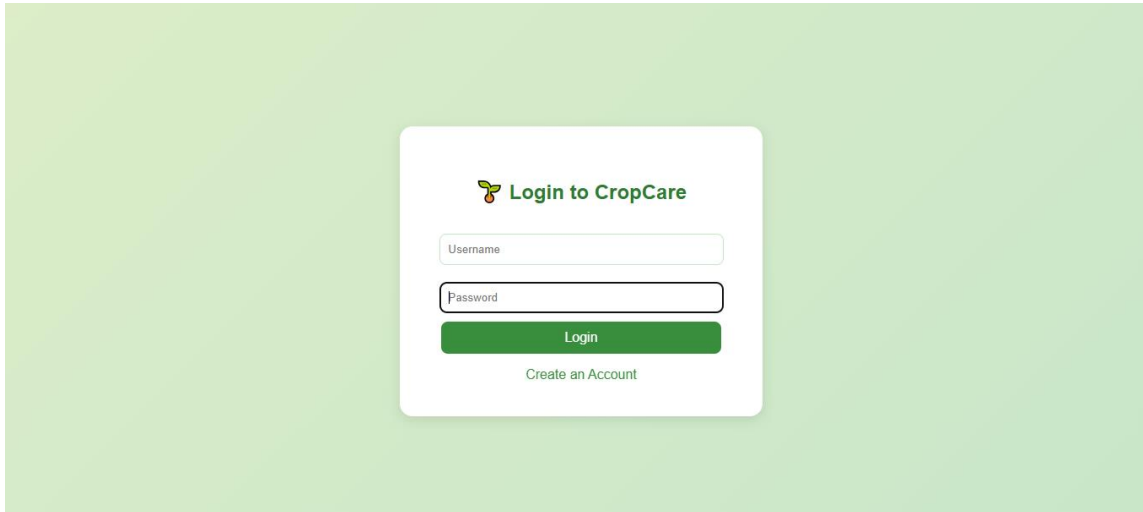 Login to CropCare
Username
Password
Login
Create an Account